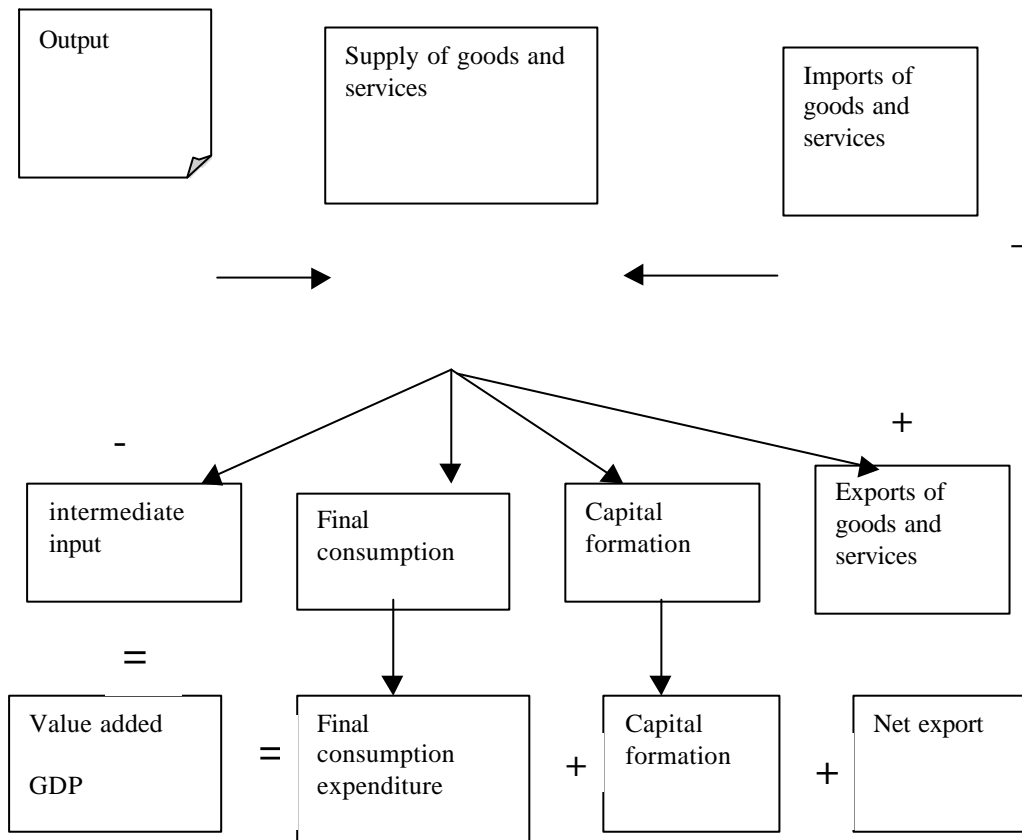 Output
Supply of goods and
services
Imports of
goods and
services
-
-
+
intermediate
input
Final
consumption
Capital
formation
Exports of
goods and
services
=
Value added
GDP
=
Final
consumption
expenditure
+
Capital
formation
+
Net export